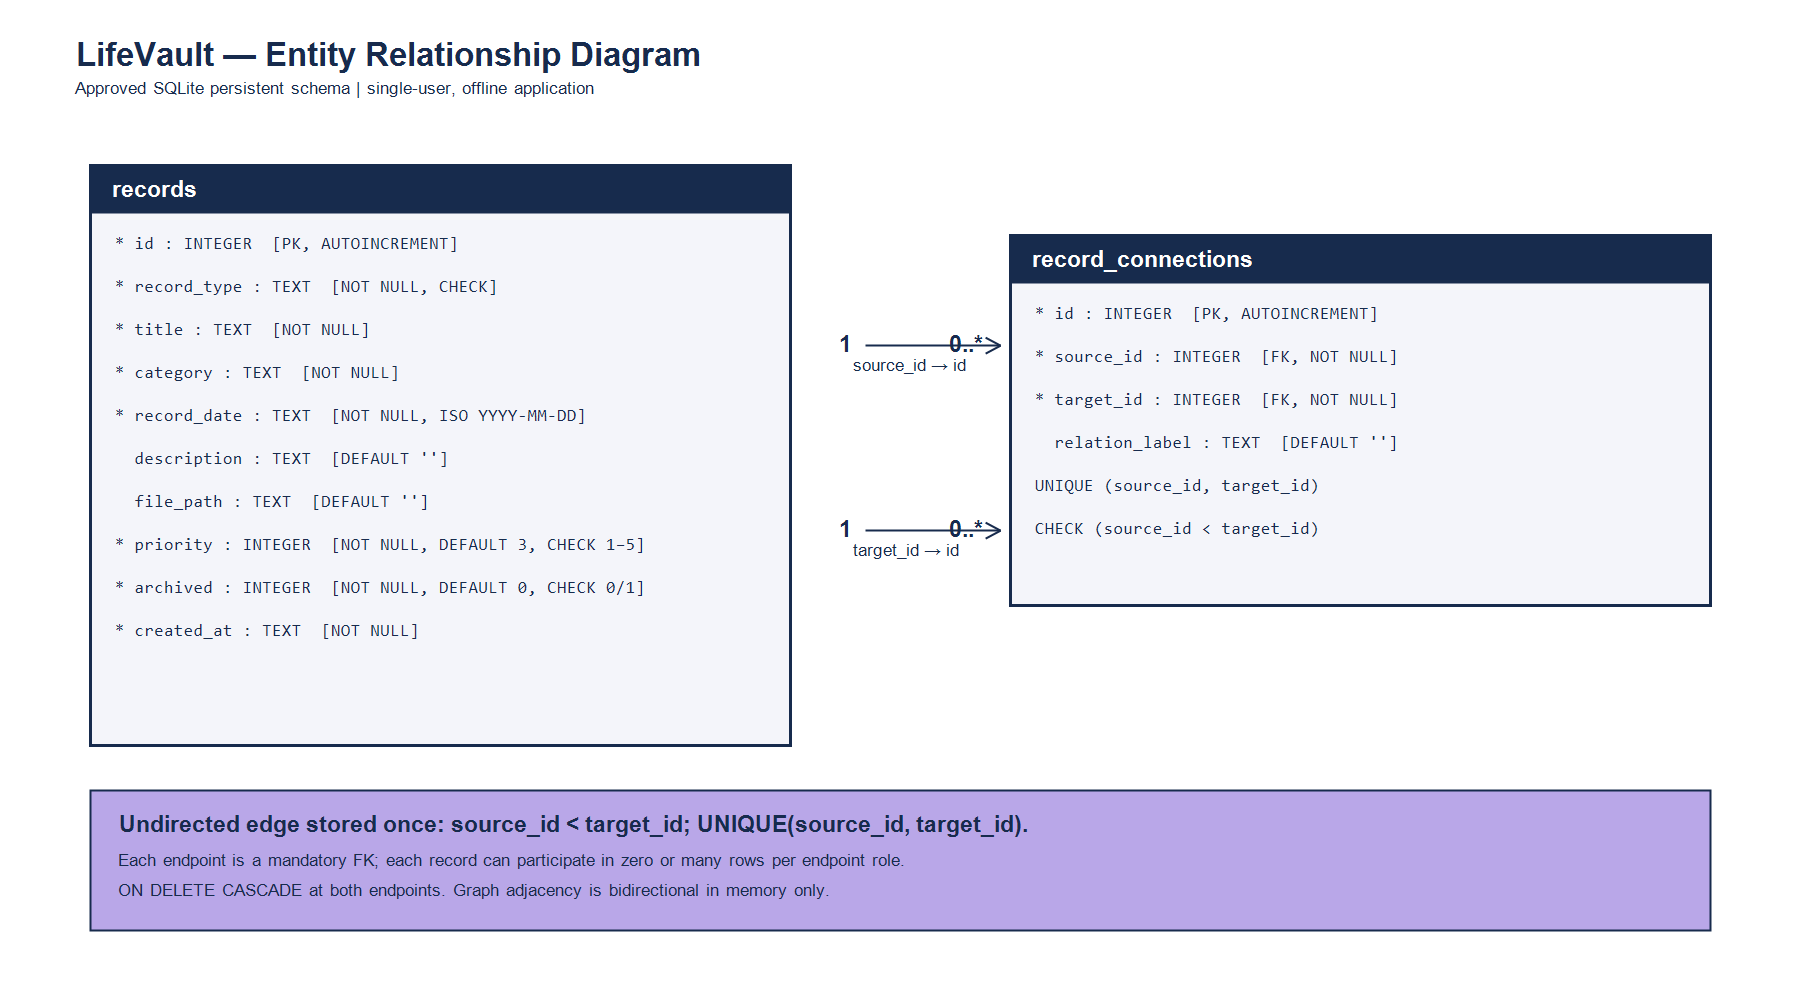 LifeVault — Entity Relationship Diagram
Approved SQLite persistent schema | single-user, offline application
records
* id : INTEGER  [PK, AUTOINCREMENT]
* record_type : TEXT  [NOT NULL, CHECK]
* title : TEXT  [NOT NULL]
* category : TEXT  [NOT NULL]
* record_date : TEXT  [NOT NULL, ISO YYYY-MM-DD]
description : TEXT  [DEFAULT '']
file_path : TEXT  [DEFAULT '']
* priority : INTEGER  [NOT NULL, DEFAULT 3, CHECK 1–5]
* archived : INTEGER  [NOT NULL, DEFAULT 0, CHECK 0/1]
* created_at : TEXT  [NOT NULL]
1 0..*
source_id → id
1 0..*
target_id → id
record_connections
* id : INTEGER  [PK, AUTOINCREMENT]
* source_id : INTEGER  [FK, NOT NULL]
* target_id : INTEGER  [FK, NOT NULL]
relation_label : TEXT  [DEFAULT '']
UNIQUE (source_id, target_id)
CHECK (source_id < target_id)
Undirected edge stored once: source_id < target_id; UNIQUE(source_id, target_id).
Each endpoint is a mandatory FK; each record can participate in zero or many rows per endpoint role.
ON DELETE CASCADE at both endpoints. Graph adjacency is bidirectional in memory only.